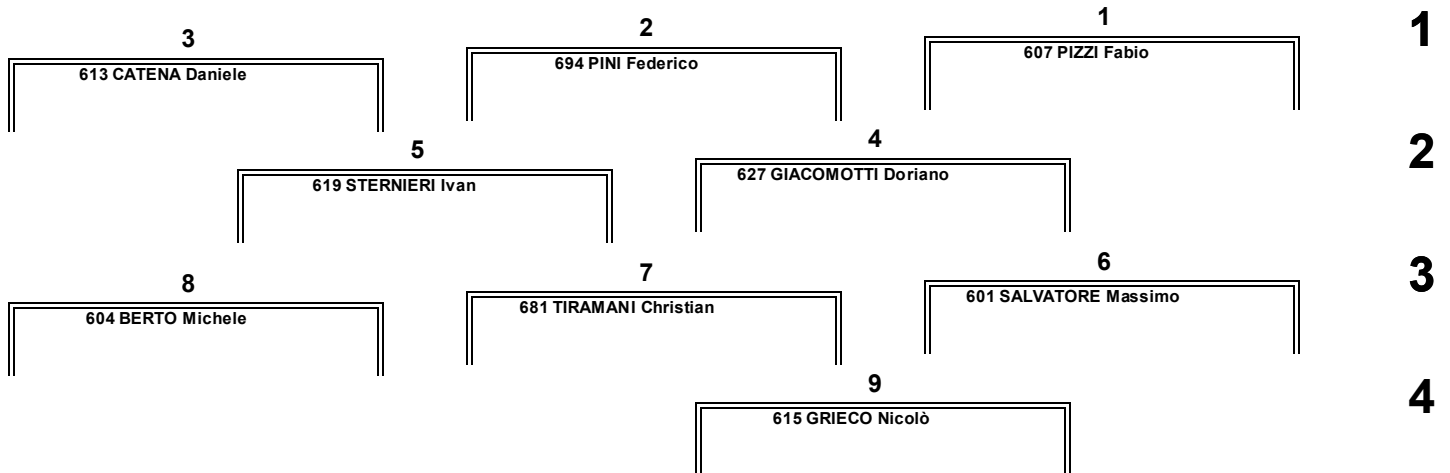 3
2
1
1
613 CATENA Daniele
694 PINI Federico
607 PIZZI Fabio
5
4
2
619 STERNIERI Ivan
627 GIACOMOTTI Doriano
8
7
6
3
604 BERTO Michele
681 TIRAMANI Christian
601 SALVATORE Massimo
9
4
615 GRIECO Nicolò